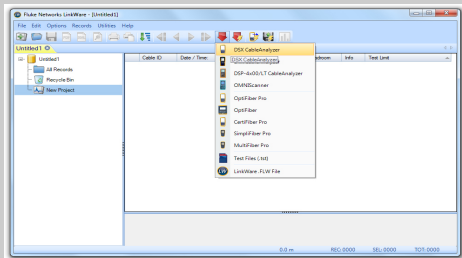 Fluke Networks LinkWare - [Untitled1]
File Edit Options Records Utilities Help
Untitled1
Untitled1
All Records
Recycle Bin
New Project
Cable ID Date / Time Headroom Info Test Limit
DSX CableAnalyzer
DSX CableAnalyzer
DSP-4x00/LT CableAnalyzer
OMNIScanner
OptiFiber Pro
OptiFiber
CertiFiber Pro
SimpliFiber Pro
MultiFiber Pro
Test Files (.tst)
LW LinkWare .FLW File
0.0 m REC: 0000 SEL: 0000 TOT: 0000